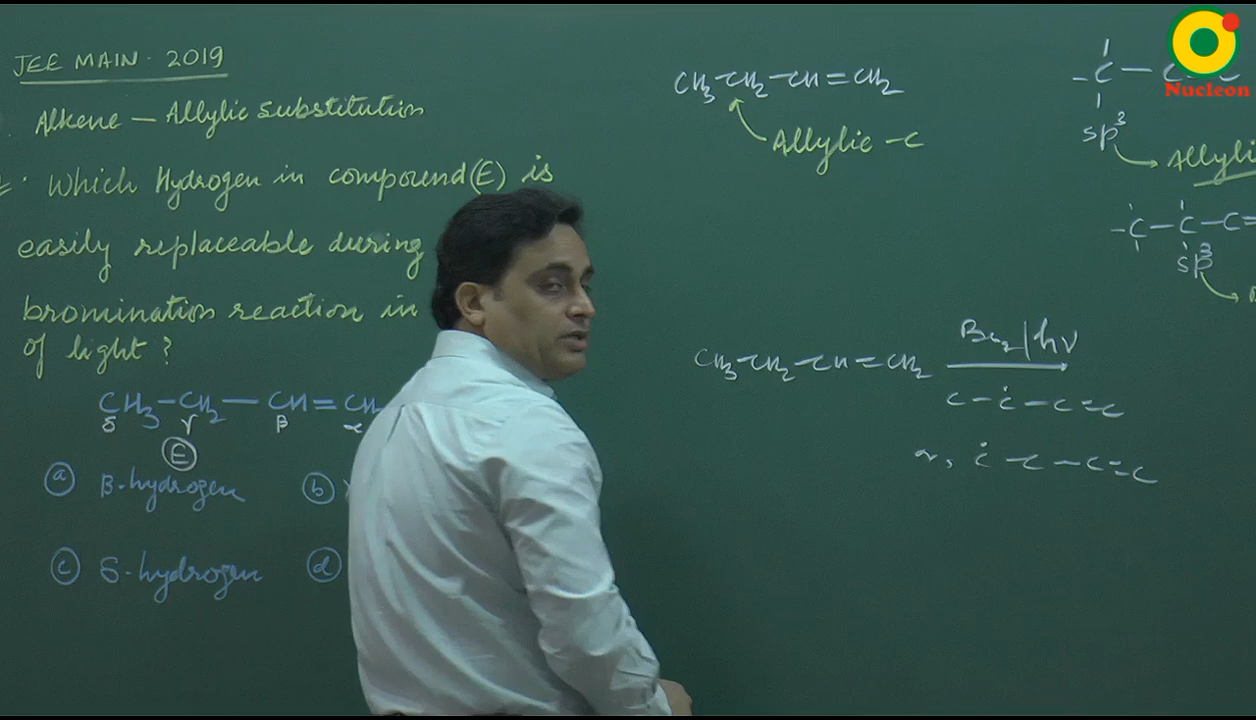 JEE MAIN - 2019
Alkene - Allylic substitution
Which Hydrogen in compound (E) is
easily replaceable during
bromination reaction in
of light ?
CH3-CH2-CH=CH
δ γ β α
E
a β-hydrogen
b
c δ-hydrogen
d
CH3-CH2-CH=CH2
Allylic-C
-C-C-C
sp3
Nucleon
-C-C-C=
sp3
CH3-CH2-CH=CH2 Br2/hν
C-Ċ-C=C
Ċ-C-C=C